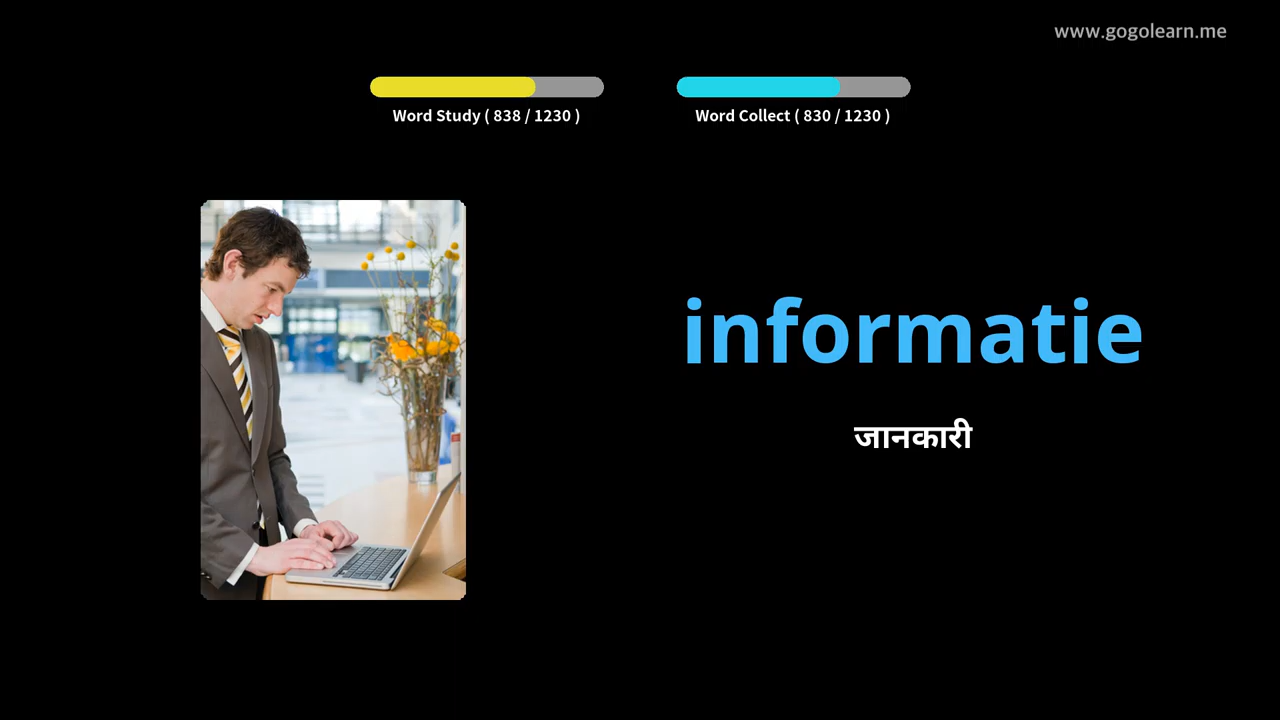 www.gogolearn.me
Word Study ( 838 / 1230 )
Word Collect ( 830 / 1230 )
informatie
जानकारी